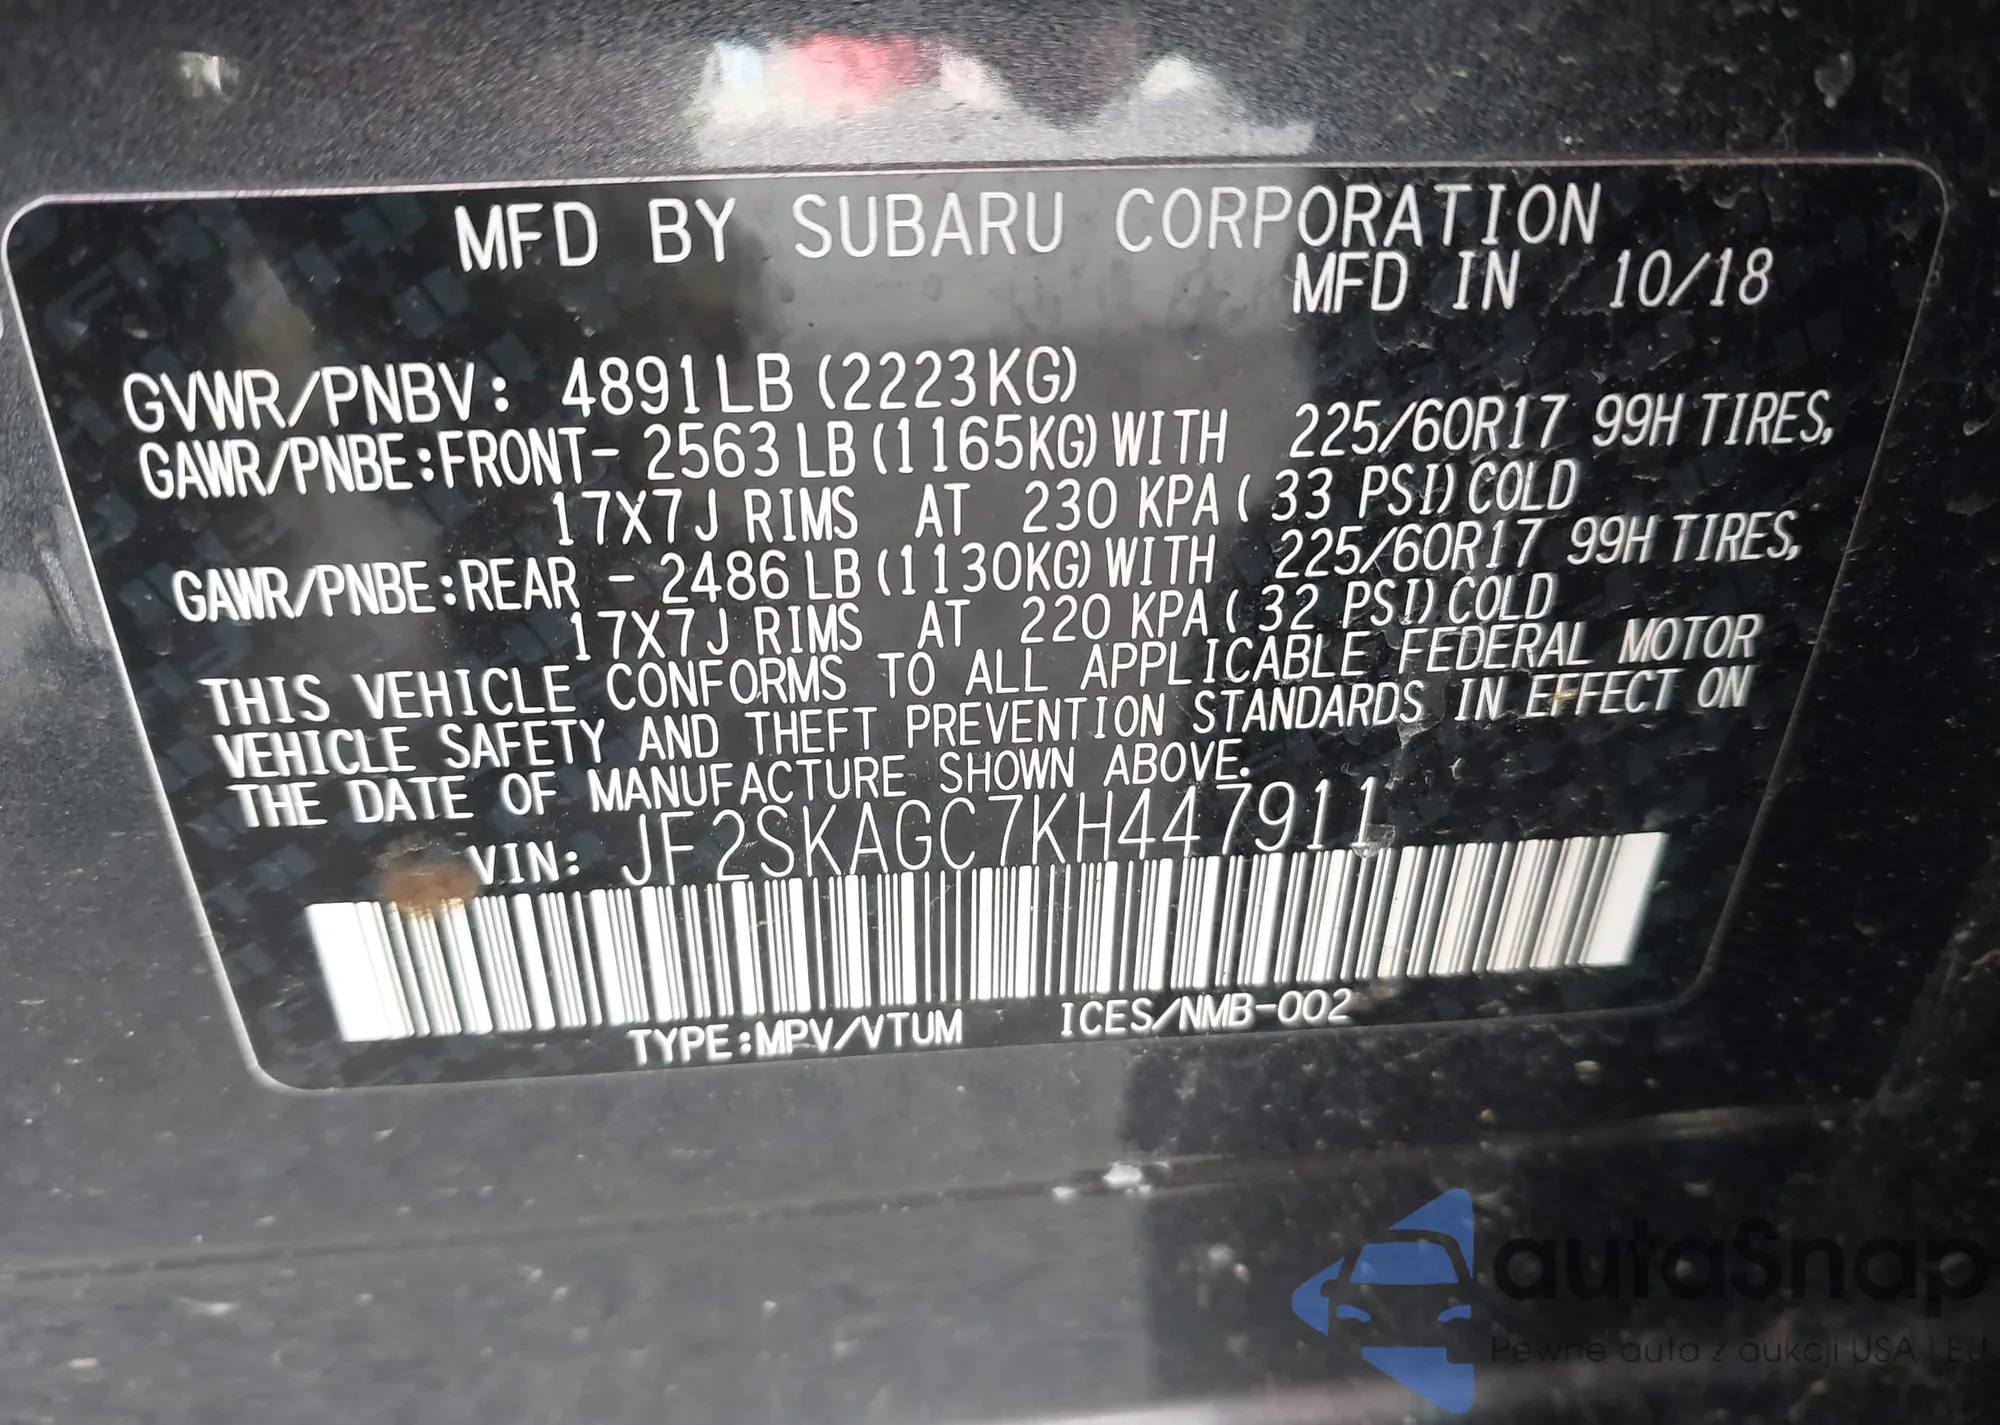 MFD BY SUBARU CORPORATION
MFD IN 10/18
GVWR/PNBV: 4891LB (2223KG)
GAWR/PNBE:FRONT- 2563 LB (1165KG) WITH 225/60R17 99H TIRES,
17X7J RIMS AT 230 KPA ( 33 PSI) COLD
GAWR/PNBE:REAR - 2486 LB (1130KG) WITH 225/60R17 99H TIRES,
17X7J RIMS AT 220 KPA ( 32 PSI) COLD
THIS VEHICLE CONFORMS TO ALL APPLICABLE FEDERAL MOTOR
VEHICLE SAFETY AND THEFT PREVENTION STANDARDS IN EFFECT ON
THE DATE OF MANUFACTURE SHOWN ABOVE.
VIN: JF2SKAGC7KH447911
TYPE:MPV/VTUM ICES/NMB-002
autaSnap
Pewne auta z aukcji USA i EU